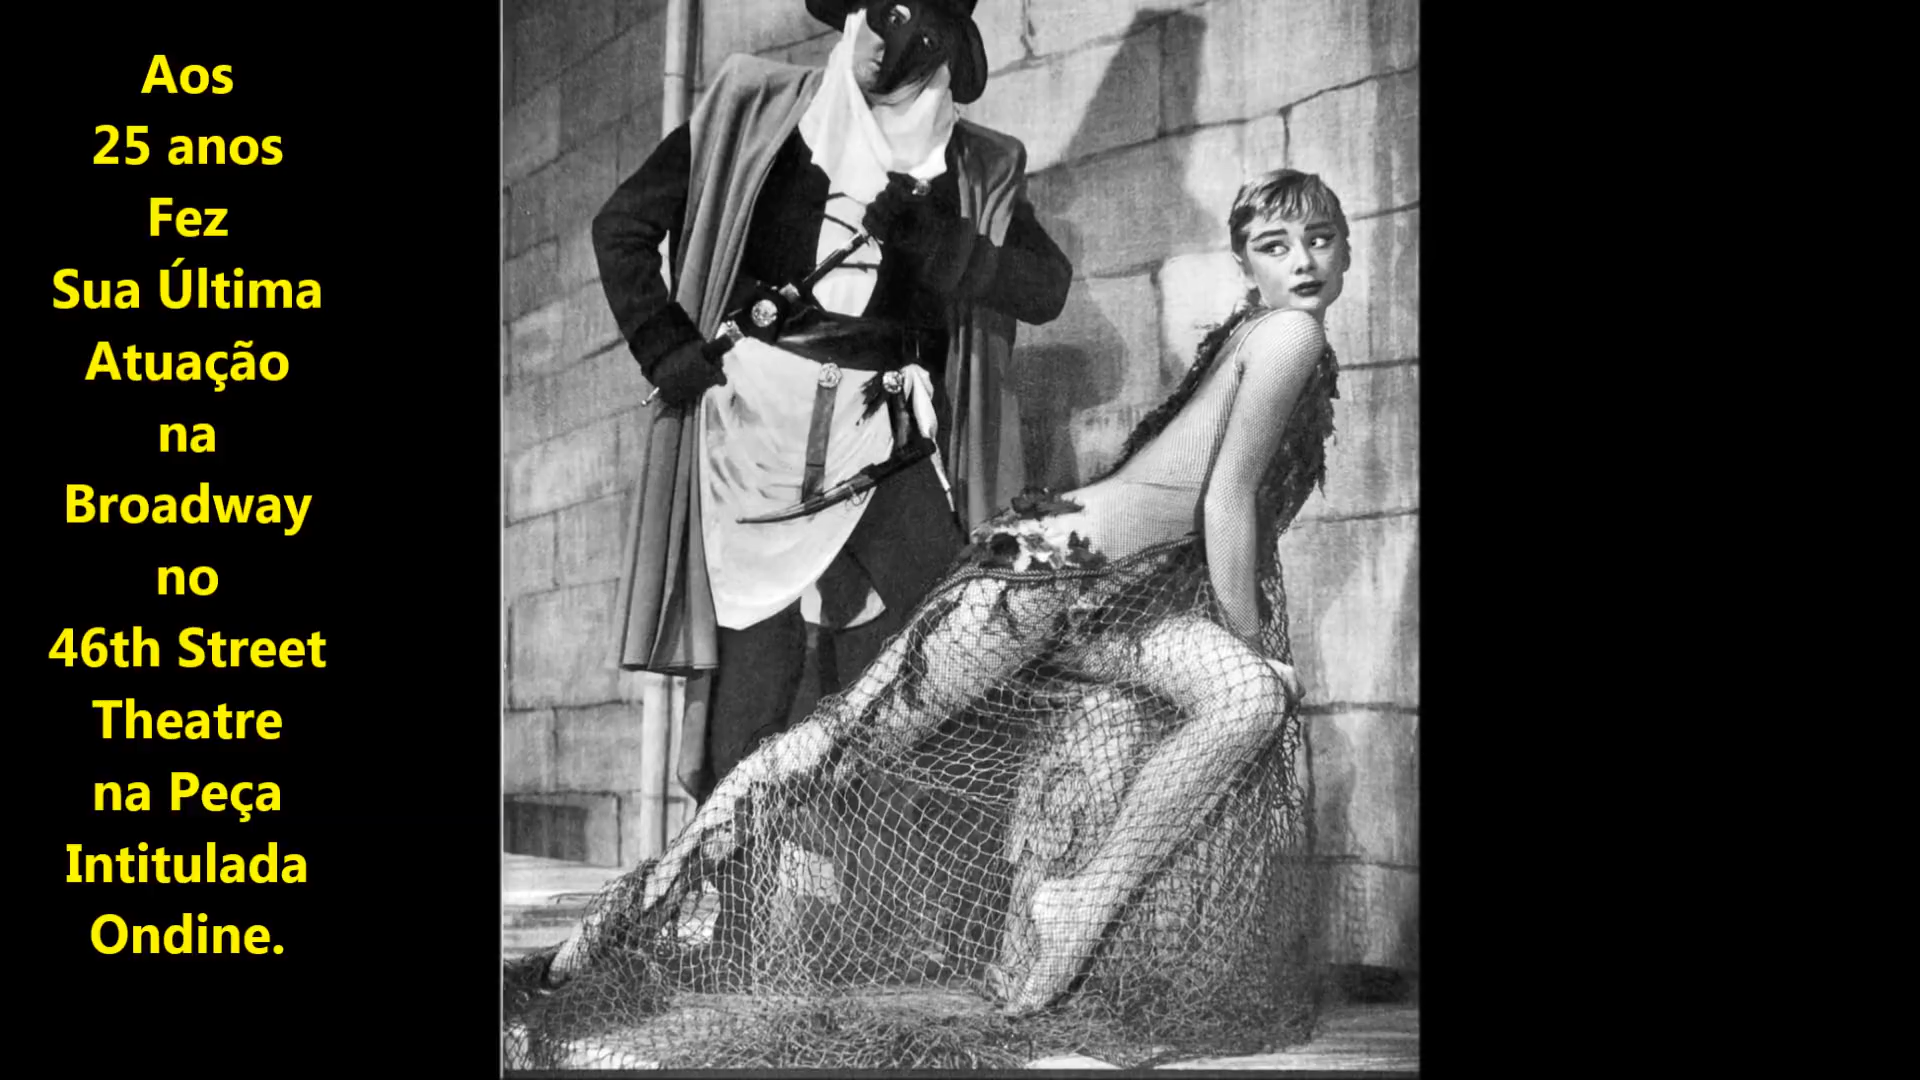 Aos
25 anos
Fez
Sua Última
Atuação
na
Broadway
no
46th Street
Theatre
na Peça
Intitulada
Ondine.